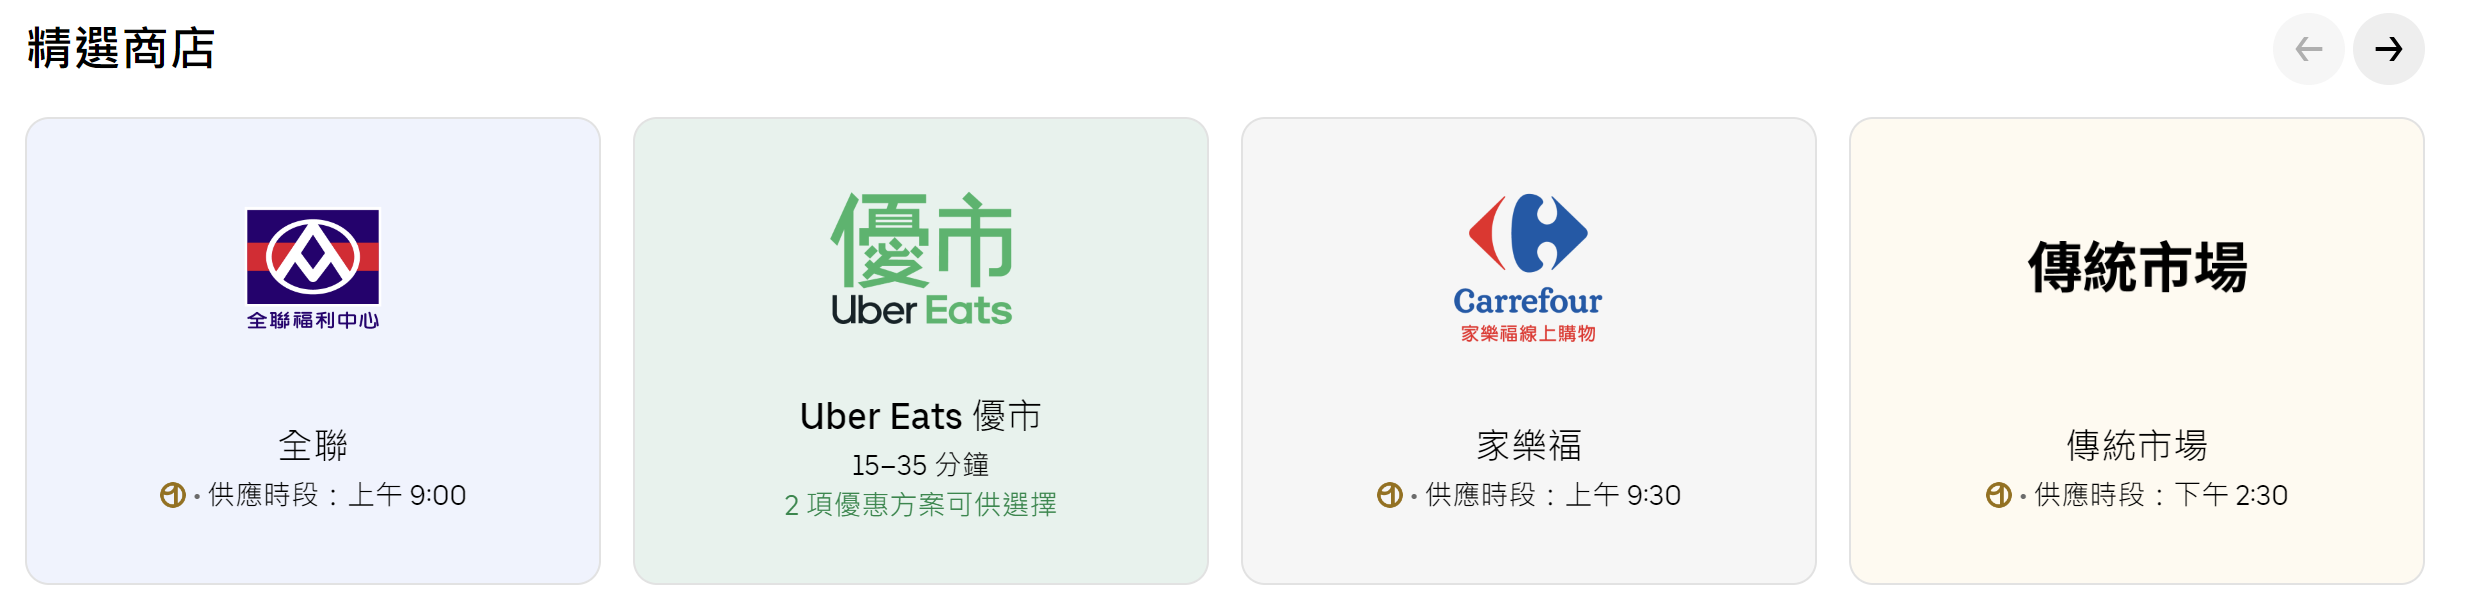 精選商店
全聯福利中心
全聯
• 供應時段：上午 9:00
優市
Uber Eats
Uber Eats 優市
15–35 分鐘
2 項優惠方案可供選擇
Carrefour
家樂福線上購物
家樂福
• 供應時段：上午 9:30
傳統市場
傳統市場
• 供應時段：下午 2:30